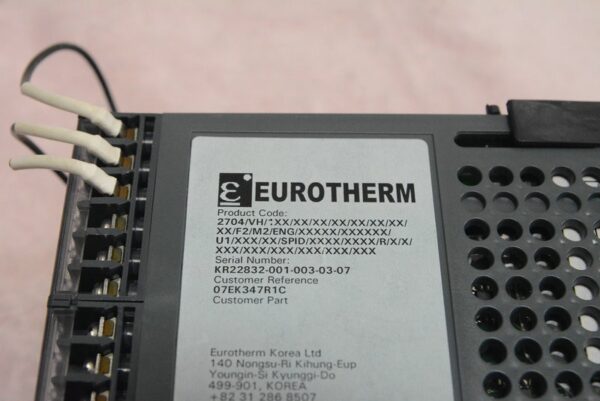 EUROTHERM
Product Code:
2704/VH/1XX/XX/XX/XX/XX/XX/XX/
XX/F2/M2/ENG/XXXXX/XXXXXX/
U1/XXX/XX/SPID/XXXX/XXXX/R/X/X/
XXX/XXX/XXX/XXX/XXX/XXX
Serial Number:
KR22832-001-003-03-07
Customer Reference
07EK347R1C
Customer Part
Eurotherm Korea Ltd
140 Nongsu-Ri Kihung-Eup
Youngin-Si Kyunggi-Do
499-901, KOREA
+82 31 286 8507